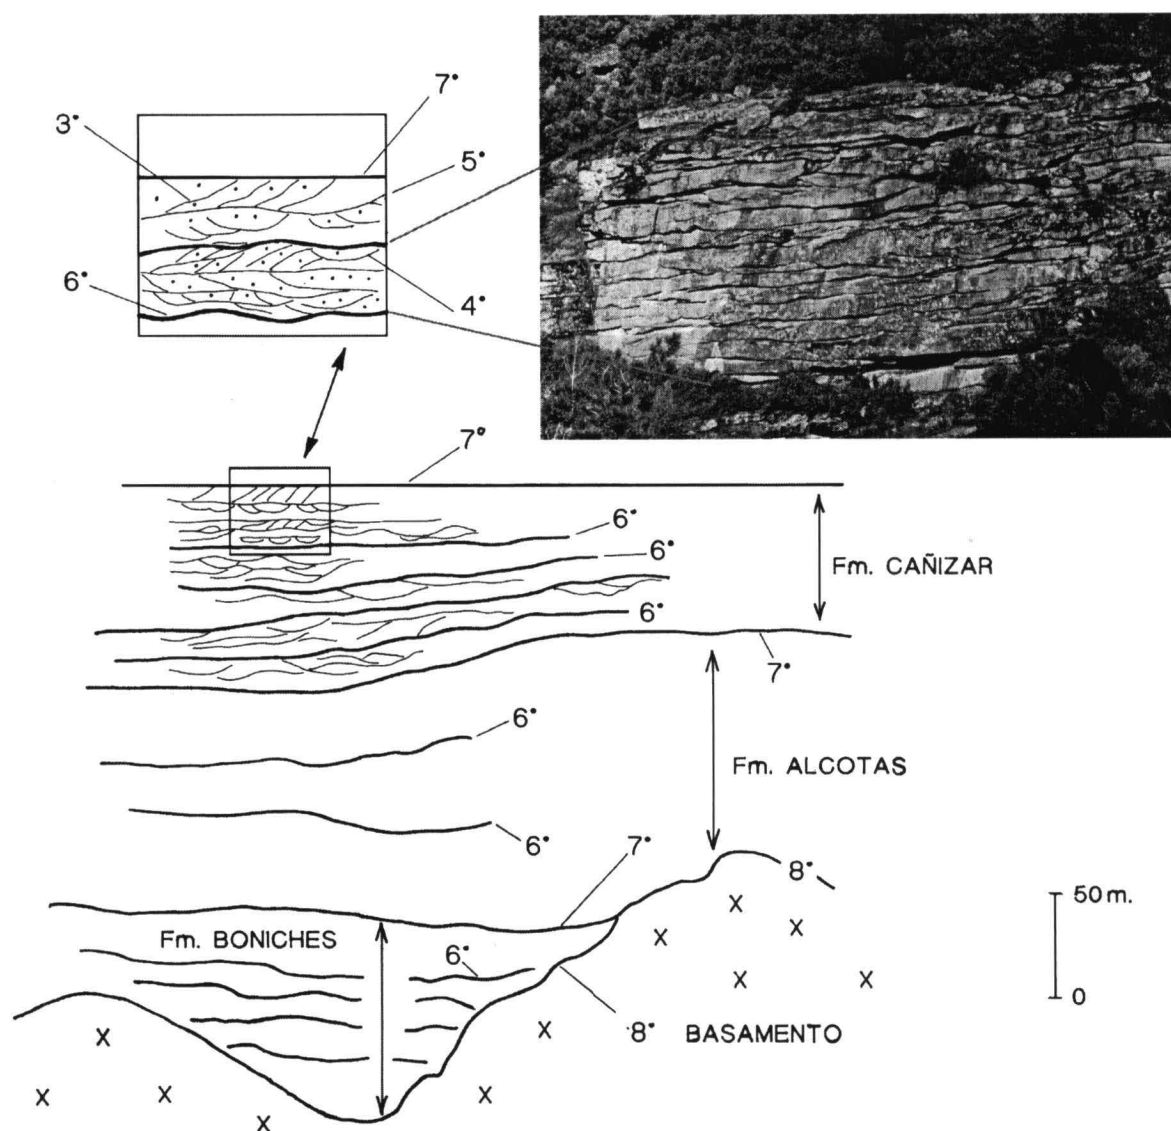 7°
3°
5°
6°
4°
7°
6°
6°
Fm. CAÑIZAR
6°
7°
6°
Fm. ALCOTAS
6°
7°
8°
50 m.
Fm. BONICHES
6°
x
x
x
x
x
0
x
8° BASAMENTO
x
x
x
x
x